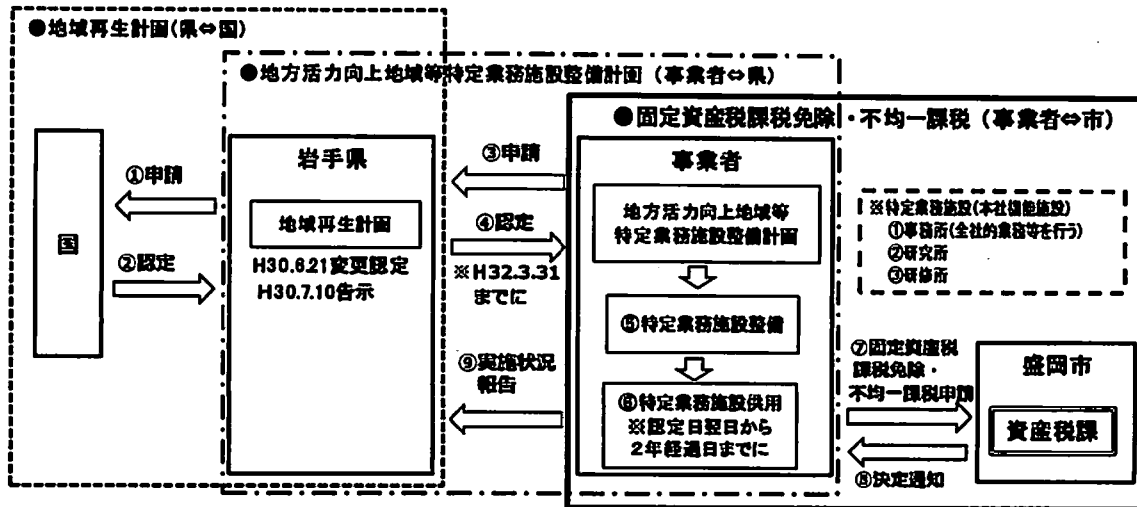 ●地域再生計画(県⇔国)
●地方活力向上地域等特定業務施設整備計画（事業者⇔県）
●固定資産税課税免除・不均一課税（事業者⇔市）
国
①申請
②認定
岩手県
地域再生計画
H30.6.21変更認定
H30.7.10告示
③申請
④認定
※H32.3.31
までに
⑨実施状況
報告
事業者
地方活力向上地域等
特定業務施設整備計画
⑤特定業務施設整備
⑥特定業務施設供用
※認定日翌日から
2年経過日までに
※特定業務施設(本社機能施設)
①事務所(全社的業務等を行う)
②研究所
③研修所
⑦固定資産税
課税免除・
不均一課税申請
⑧決定通知
盛岡市
資産税課